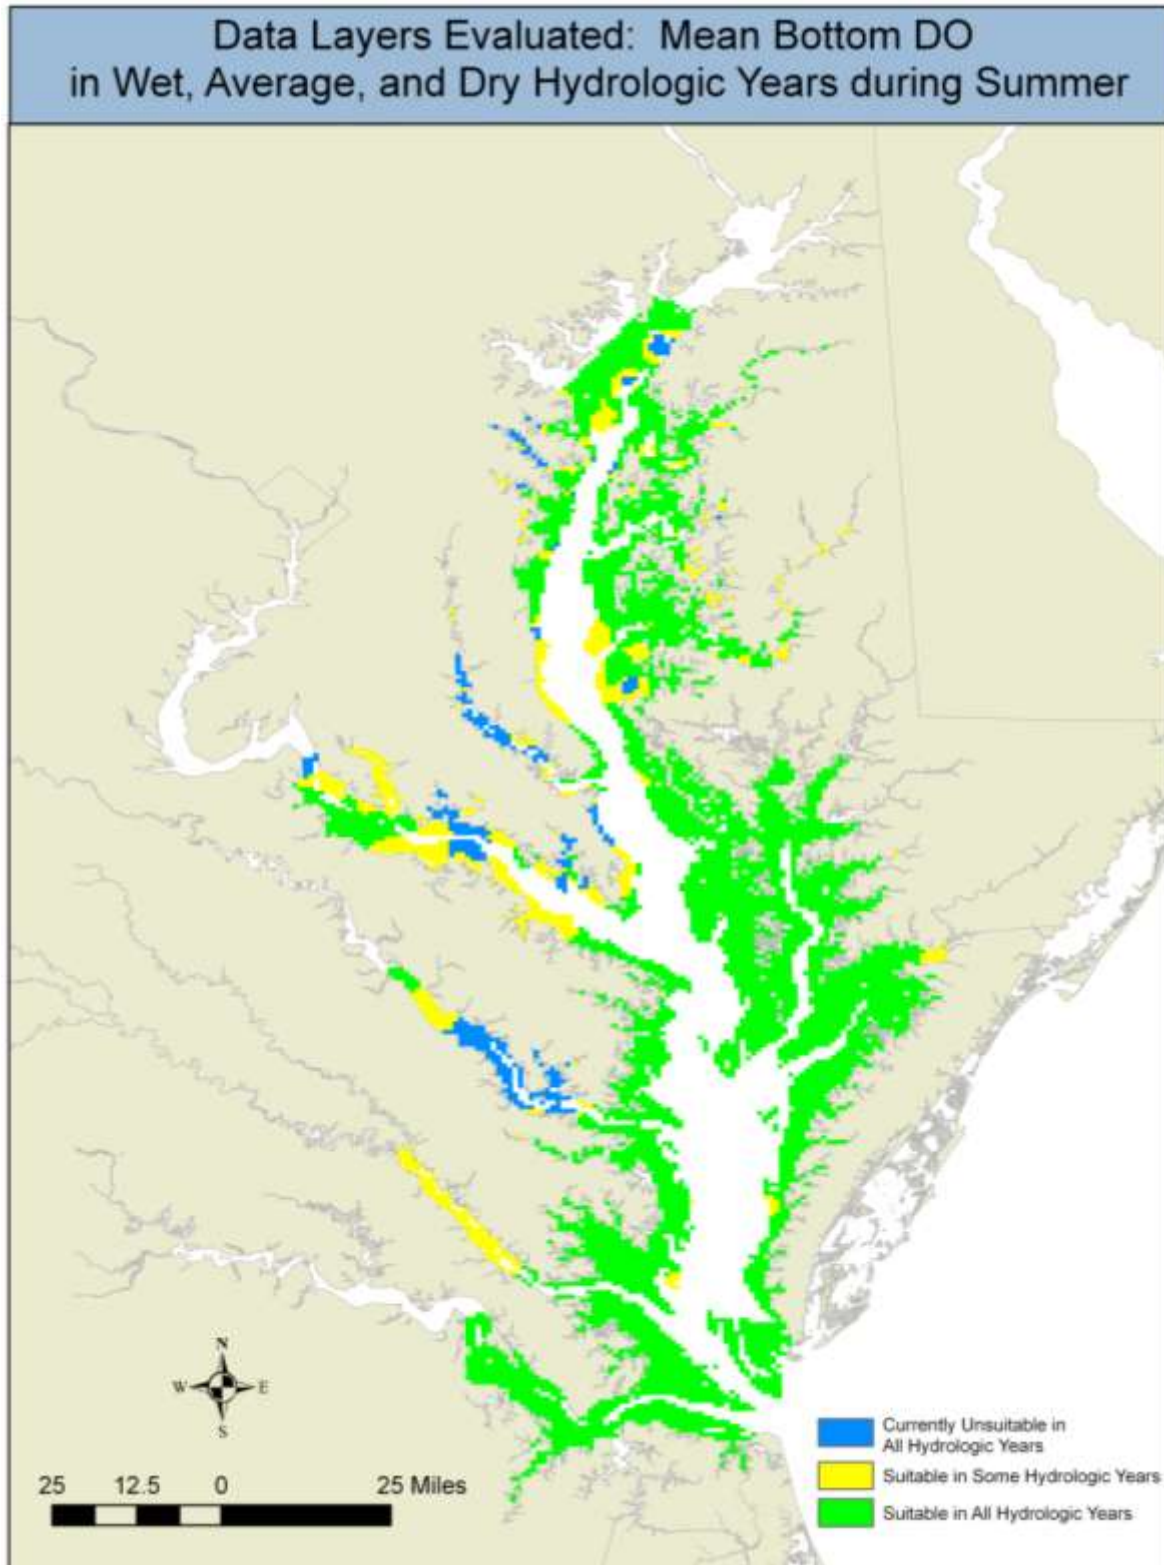 Data Layers Evaluated: Mean Bottom DO
in Wet, Average, and Dry Hydrologic Years during Summer
N
W E
S
25 12.5 0 25 Miles
Currently Unsuitable in
All Hydrologic Years
Suitable in Some Hydrologic Years
Suitable in All Hydrologic Years